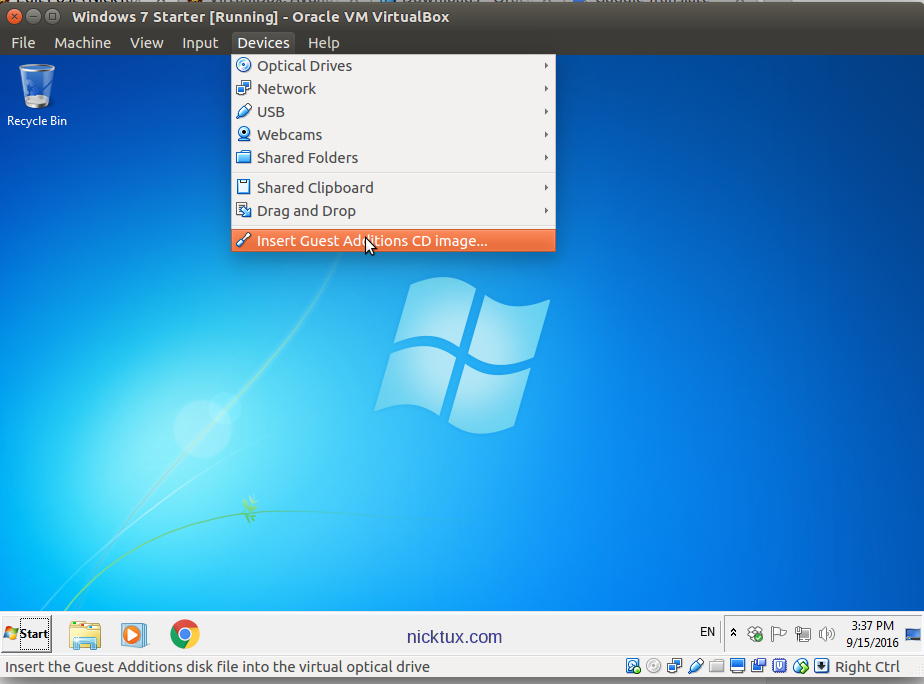 Windows 7 Starter [Running] - Oracle VM VirtualBox
File Machine View Input Devices Help
Optical Drives
Network
USB
Webcams
Shared Folders
Shared Clipboard
Drag and Drop
Insert Guest Additions CD image...
Recycle Bin
Start
nicktux.com
EN
3:37 PM
9/15/2016
Insert the Guest Additions disk file into the virtual optical drive
Right Ctrl